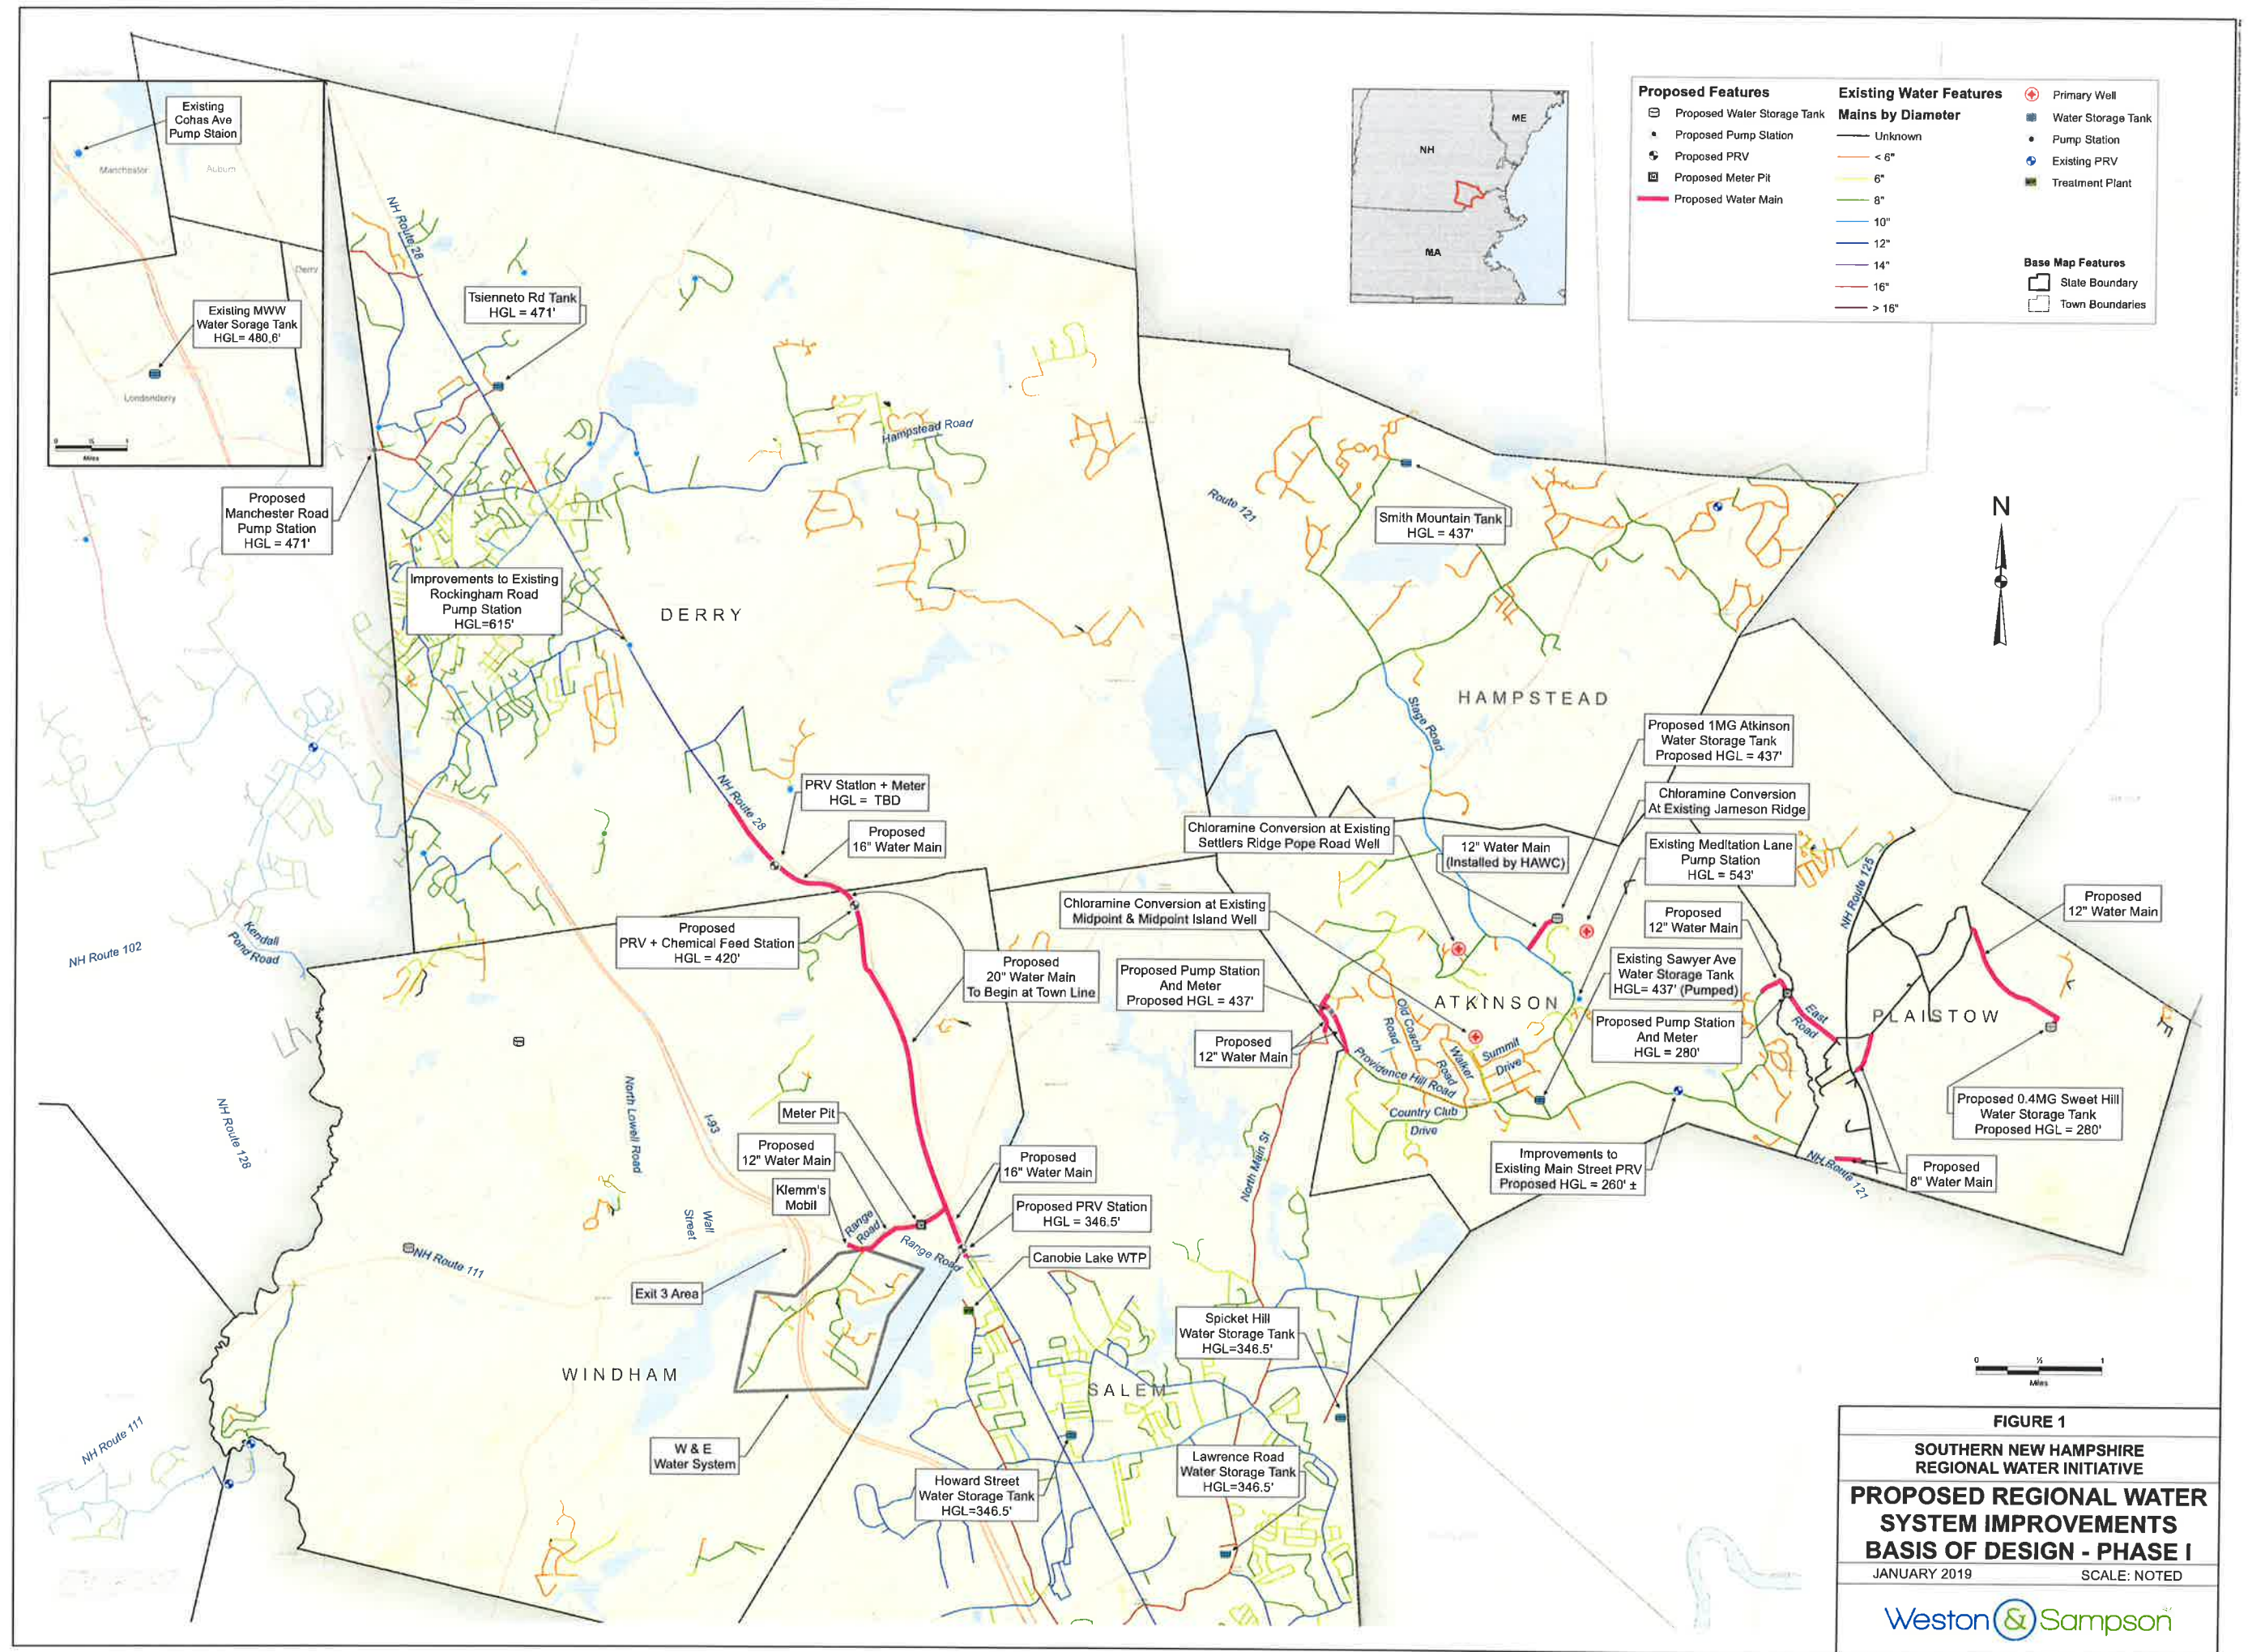 Existing
Cohas Ave
Pump Staion
Manchester
Auburn
Derry
Existing MWW
Water Sorage Tank
HGL= 480.6'
Londonderry
0 ½ 1
Miles
NH
ME
MA
Proposed Features
Proposed Water Storage Tank
Proposed Pump Station
Proposed PRV
Proposed Meter Pit
Proposed Water Main
Existing Water Features
Mains by Diameter
Unknown
< 6"
6"
8"
10"
12"
14"
16"
> 16"
Primary Well
Water Storage Tank
Pump Station
Existing PRV
Treatment Plant
Base Map Features
State Boundary
Town Boundaries
N
NH Route 28
Tsienneto Rd Tank
HGL = 471'
Hampstead Road
Proposed
Manchester Road
Pump Station
HGL = 471'
Improvements to Existing
Rockingham Road
Pump Station
HGL=615'
DERRY
Route 121
Smith Mountain Tank
HGL = 437'
HAMPSTEAD
Stage Road
Proposed 1MG Atkinson
Water Storage Tank
Proposed HGL = 437'
Chloramine Conversion
At Existing Jameson Ridge
Existing Meditation Lane
Pump Station
HGL = 543'
NH Route 28
PRV Station + Meter
HGL = TBD
Proposed
16" Water Main
Chloramine Conversion at Existing
Settlers Ridge Pope Road Well
12" Water Main
(Installed by HAWC)
Chloramine Conversion at Existing
Midpoint & Midpoint Island Well
NH Route 125
Proposed
12" Water Main
Proposed
12" Water Main
Proposed
PRV + Chemical Feed Station
HGL = 420'
Proposed
20" Water Main
To Begin at Town Line
Proposed Pump Station
And Meter
Proposed HGL = 437'
Existing Sawyer Ave
Water Storage Tank
HGL= 437' (Pumped)
Kendall
Pond Road
NH Route 102
ATKINSON
Old Coach
Road
PLAISTOW
East
Road
Proposed
12" Water Main
Proposed Pump Station
And Meter
HGL = 280'
Walker
Road
Summit
Drive
Providence Hill Road
Country Club
Drive
Proposed 0.4MG Sweet Hill
Water Storage Tank
Proposed HGL = 280'
NH Route 128
North Lowell Road
I-93
Meter Pit
Proposed
12" Water Main
Proposed
16" Water Main
Klemm's
Mobil
Range
Road
Wall
Street
Proposed PRV Station
HGL = 346.5'
Range Road
North Main St
Improvements to
Existing Main Street PRV
Proposed HGL = 260' ±
NH Route 121
Proposed
8" Water Main
NH Route 111
Canobie Lake WTP
Exit 3 Area
Spicket Hill
Water Storage Tank
HGL=346.5'
WINDHAM
SALEM
0 ½ 1
Miles
NH Route 111
W & E
Water System
Howard Street
Water Storage Tank
HGL=346.5'
Lawrence Road
Water Storage Tank
HGL=346.5'
FIGURE 1
SOUTHERN NEW HAMPSHIRE
REGIONAL WATER INITIATIVE
PROPOSED REGIONAL WATER
SYSTEM IMPROVEMENTS
BASIS OF DESIGN - PHASE I
JANUARY 2019 SCALE: NOTED
Weston & Sampson